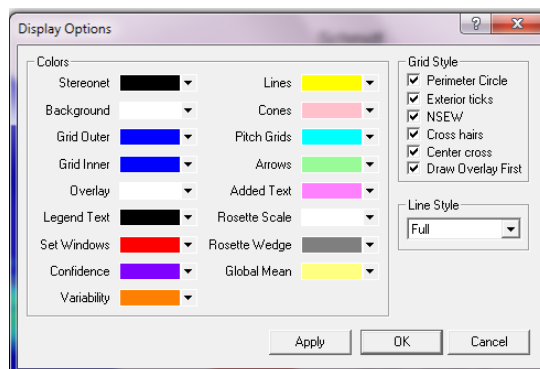 Display Options
Colors
Stereonet
Background
Grid Outer
Grid Inner
Overlay
Legend Text
Set Windows
Confidence
Variability
Lines
Cones
Pitch Grids
Arrows
Added Text
Rosette Scale
Rosette Wedge
Global Mean
Grid Style
Perimeter Circle
Exterior ticks
NSEW
Cross hairs
Center cross
Draw Overlay First
Line Style
Full
Apply
OK
Cancel